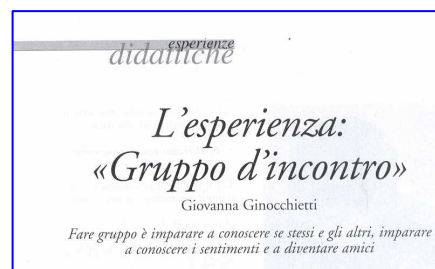 esperienze
didattiche
L'esperienza:
«Gruppo d'incontro»
Giovanna Ginocchietti
Fare gruppo è imparare a conoscere se stessi e gli altri, imparare
a conoscere i sentimenti e a diventare amici